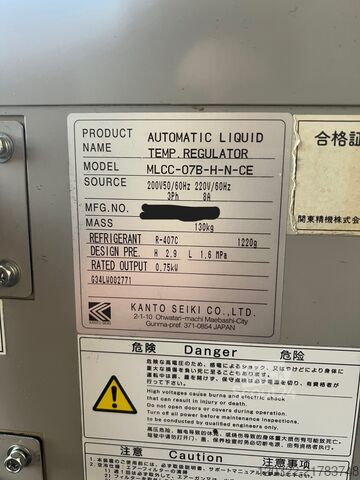 PRODUCT NAME AUTOMATIC LIQUID TEMP. REGULATOR
MODEL MLCC-07B-H-N-CE
SOURCE 200V50/60Hz 220V/60Hz
3Ph 8A
MFG.NO.
MASS 130kg
REFRIGERANT R-407C 1220g
DESIGN PRE. H 2.9 L 1.6 MPa
RATED OUTPUT 0.75kW
G34LW002771
KANTO SEIKI CO.,LTD.
2-1-10 Ohwatari-machi Maebashi-City
Gunma-pref. 371-0854 JAPAN
KANTO SEIKI
合格証
関東精機株式
危険 Danger 危险
High voltages cause burns and electric shock
that can result in injury or death.
Do not open doors or covers during operation.
Turn off all power before maintenance inspections
to be conducted by qualified engineers only.
注意 Caution 注意事項